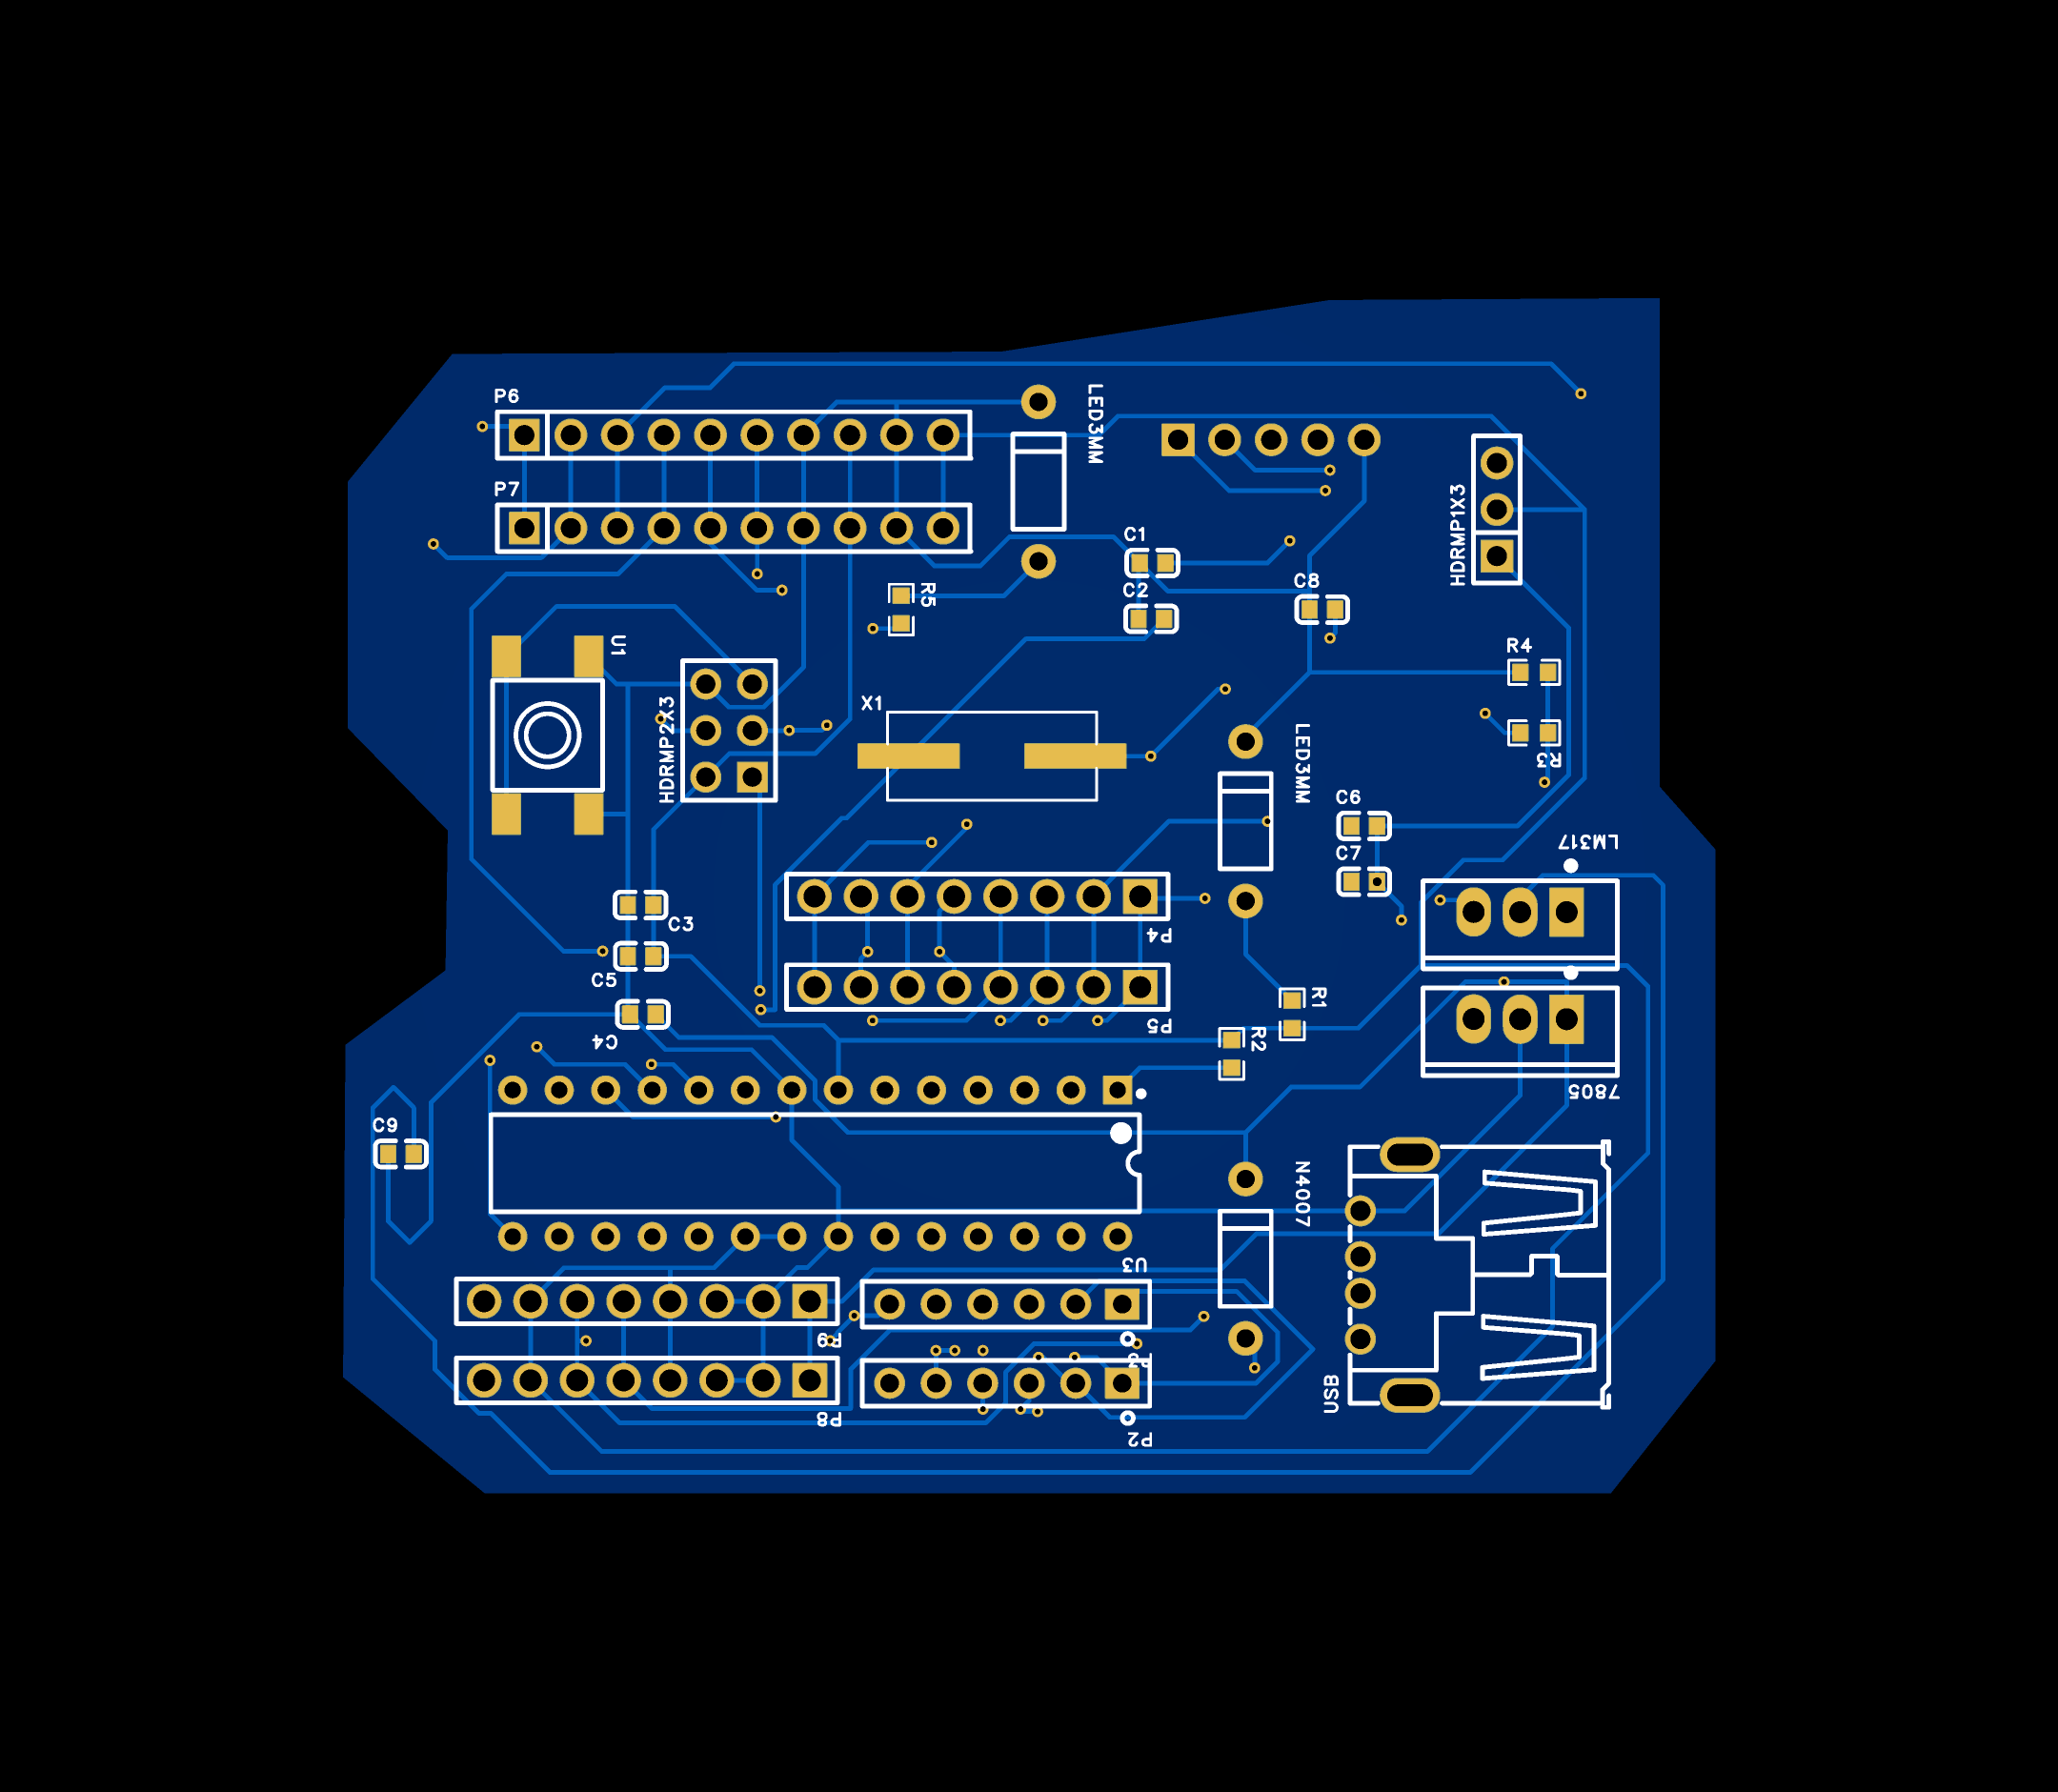 P6
LED3MM
P7
HDRMP1X3
C1
C8
R5
C2
U1
R4
HDRMP2X3
X1
LED3MM
R3
C6
LM317
C7
C3
P4
C5
R1
P5
R2
C4
7805
C9
N4007
U3
P9
P3
USB
P8
P2